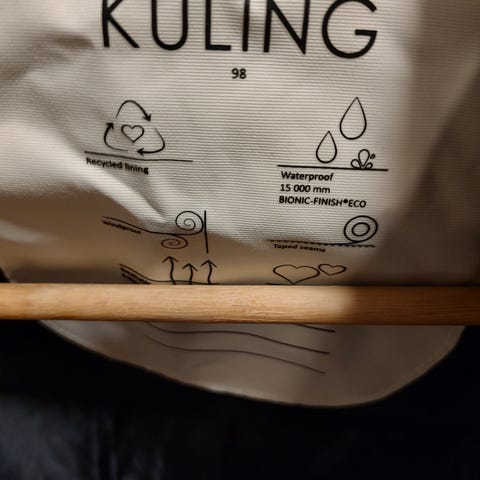 KULING
98
Recycled lining
Waterproof
15 000 mm
BIONIC-FINISH®ECO
Windproof
Taped seams